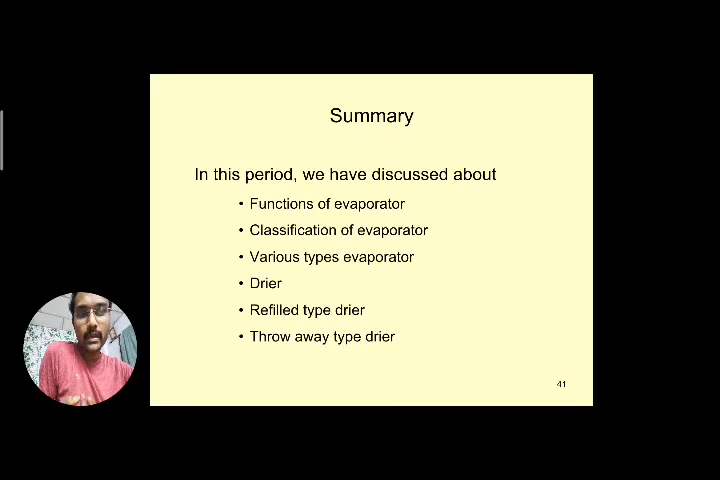 Summary
In this period, we have discussed about
• Functions of evaporator
• Classification of evaporator
• Various types evaporator
• Drier
• Refilled type drier
• Throw away type drier
41